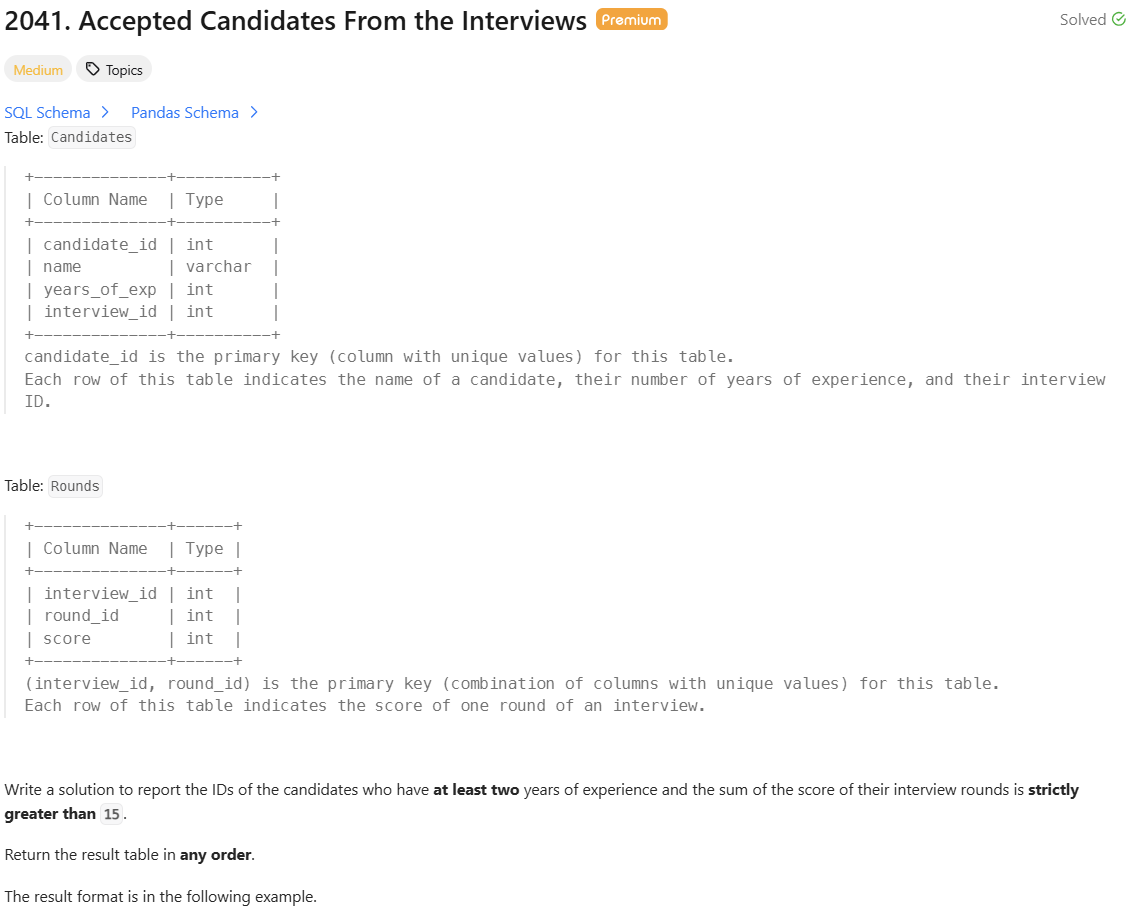 2041. Accepted Candidates From the Interviews Premium
Solved
Medium Topics
SQL Schema > Pandas Schema >
Table: Candidates
+--------------+----------+
| Column Name  | Type     |
+--------------+----------+
| candidate_id | int      |
| name         | varchar  |
| years_of_exp | int      |
| interview_id | int      |
+--------------+----------+
candidate_id is the primary key (column with unique values) for this table.
Each row of this table indicates the name of a candidate, their number of years of experience, and their interview
ID.
Table: Rounds
+--------------+------+
| Column Name  | Type |
+--------------+------+
| interview_id | int  |
| round_id     | int  |
| score        | int  |
+--------------+------+
(interview_id, round_id) is the primary key (combination of columns with unique values) for this table.
Each row of this table indicates the score of one round of an interview.
Write a solution to report the IDs of the candidates who have at least two years of experience and the sum of the score of their interview rounds is strictly
greater than 15.
Return the result table in any order.
The result format is in the following example.